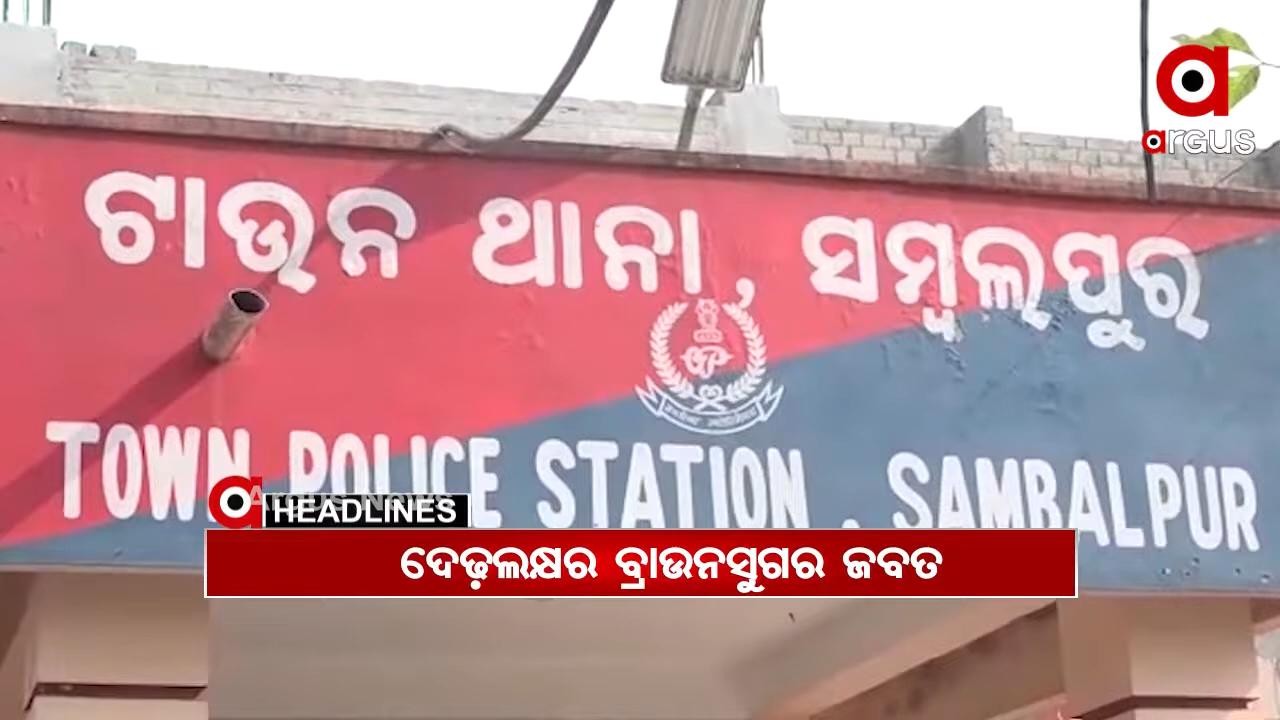 argus
ଟାଉନ ଥାନା, ସମ୍ବଲପୁର
TOWN POLICE STATION, SAMBALPUR
HEADLINES
ଦେଢ଼ଲକ୍ଷର ବ୍ରାଉନସୁଗର ଜବତ